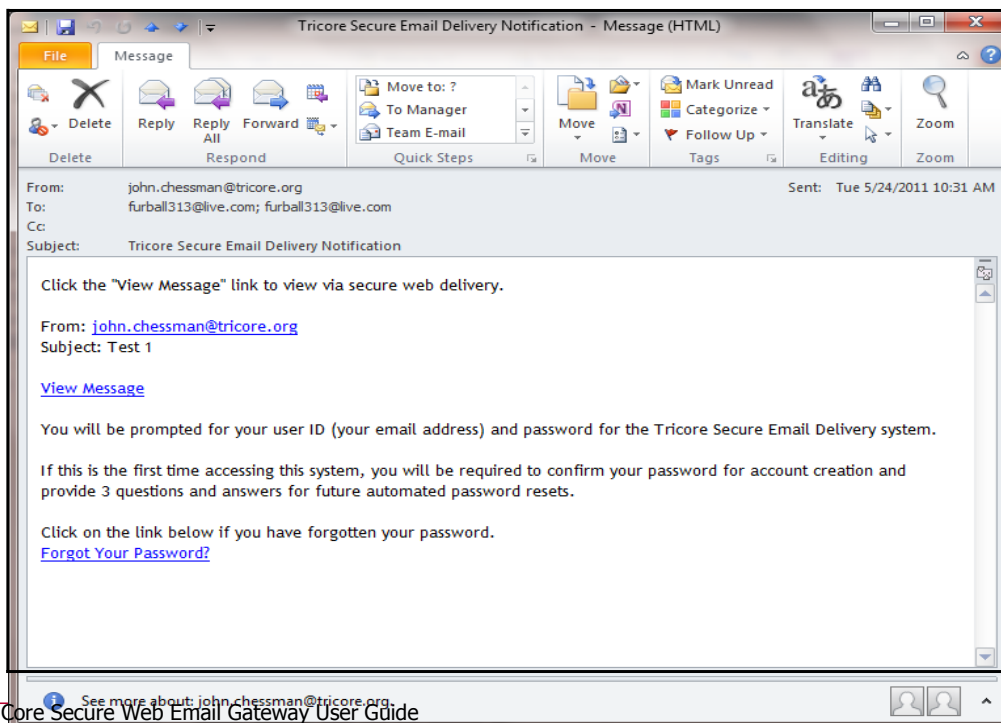 Tricore Secure Email Delivery Notification - Message (HTML)
File
Message
Delete
Reply
Reply All
Forward
Move to: ?
To Manager
Team E-mail
Move
Mark Unread
Categorize
Follow Up
Translate
Zoom
Delete
Respond
Quick Steps
Move
Tags
Editing
Zoom
From: john.chessman@tricore.org
Sent: Tue 5/24/2011 10:31 AM
To: furball313@live.com; furball313@live.com
Cc:
Subject: Tricore Secure Email Delivery Notification
Click the "View Message" link to view via secure web delivery.
From: john.chessman@tricore.org
Subject: Test 1
View Message
You will be prompted for your user ID (your email address) and password for the Tricore Secure Email Delivery system.
If this is the first time accessing this system, you will be required to confirm your password for account creation and
provide 3 questions and answers for future automated password resets.
Click on the link below if you have forgotten your password.
Forgot Your Password?
See more about: john.chessman@tricore.org.
Core Secure Web Email Gateway User Guide